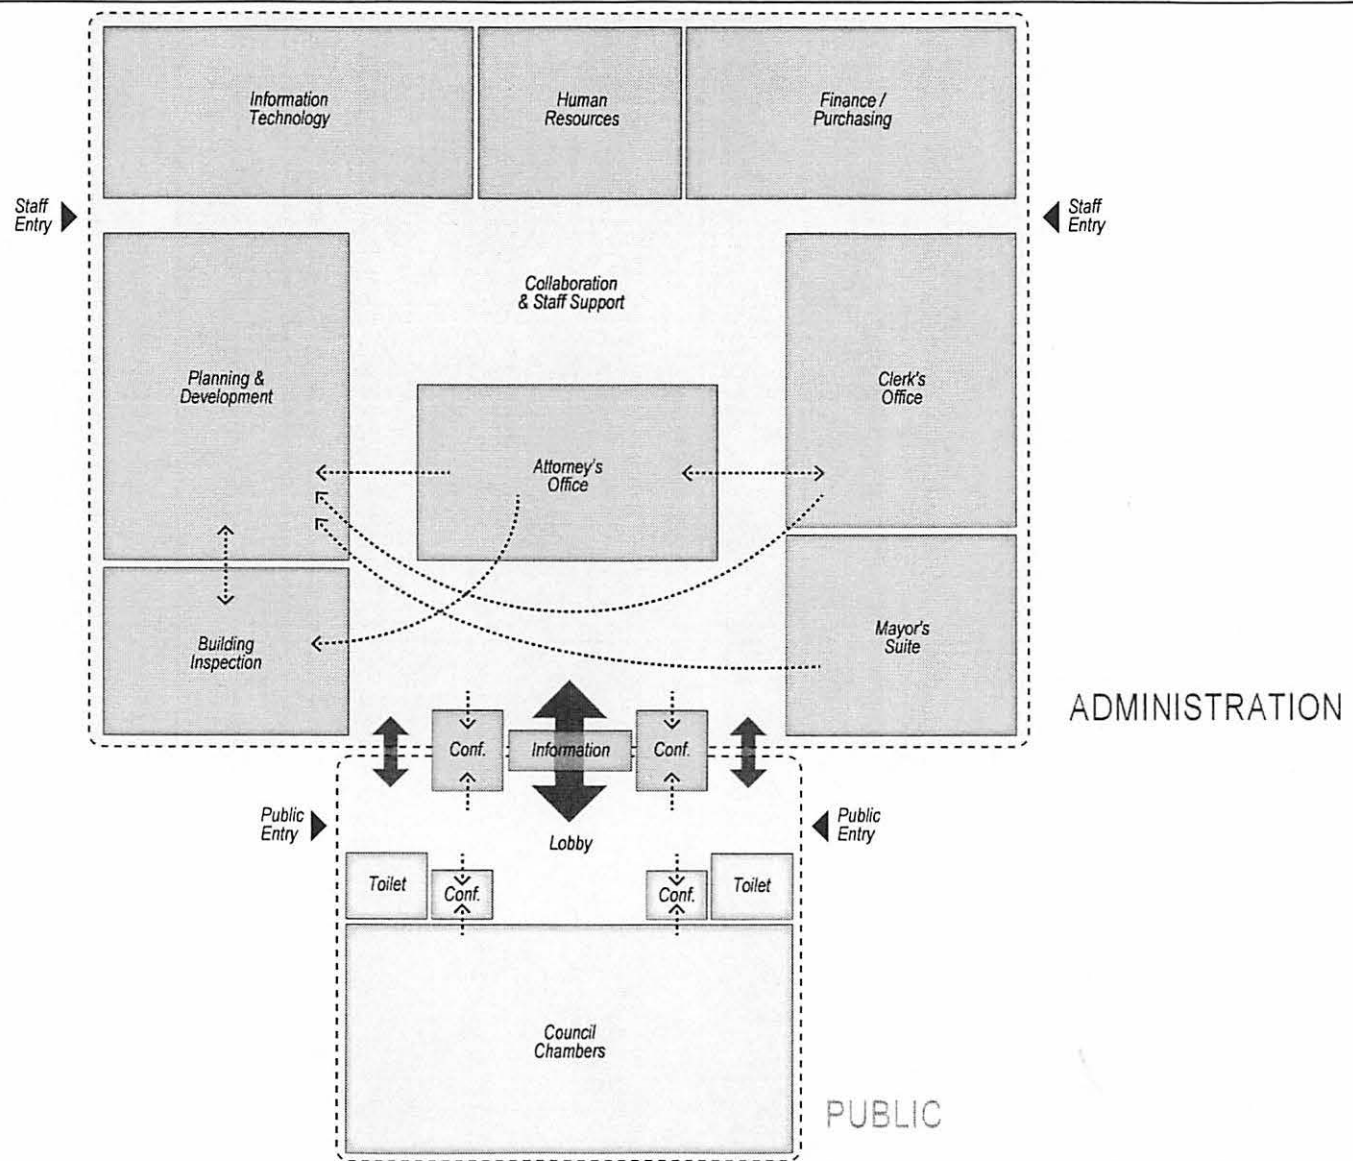 Information
Technology
Human
Resources
Finance /
Purchasing
Staff
Entry
Staff
Entry
Collaboration
& Staff Support
Planning &
Development
Clerk's
Office
Attorney's
Office
Building
Inspection
Mayor's
Suite
ADMINISTRATION
Conf.
Information
Conf.
Public
Entry
Public
Entry
Lobby
Toilet
Conf.
Conf.
Toilet
Council
Chambers
PUBLIC